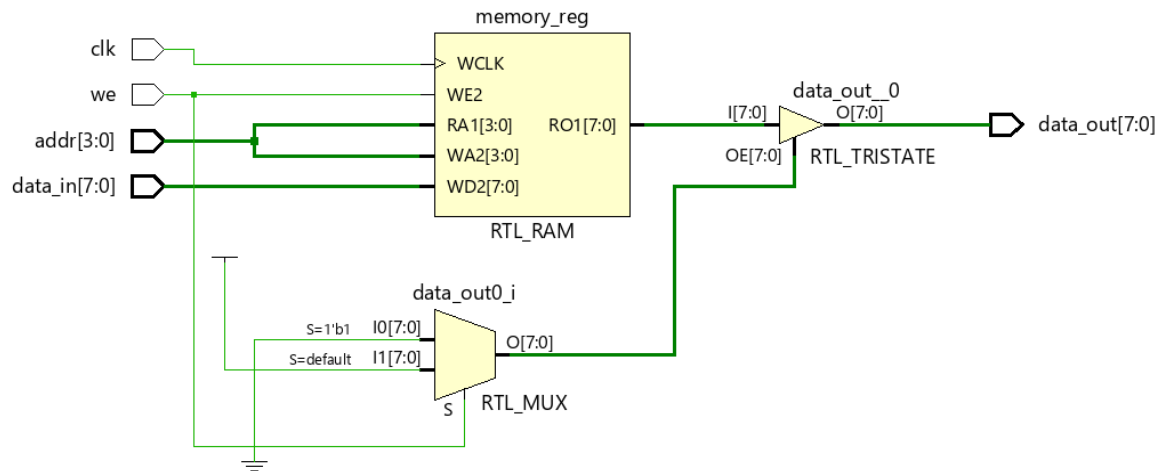 memory_reg
clk
WCLK
we
WE2
data_out__0
addr[3:0]
RA1[3:0]
RO1[7:0]
I[7:0]
O[7:0]
data_out[7:0]
WA2[3:0]
OE[7:0]
RTL_TRISTATE
data_in[7:0]
WD2[7:0]
RTL_RAM
data_out0_i
S=1'b1
I0[7:0]
O[7:0]
S=default
I1[7:0]
S
RTL_MUX